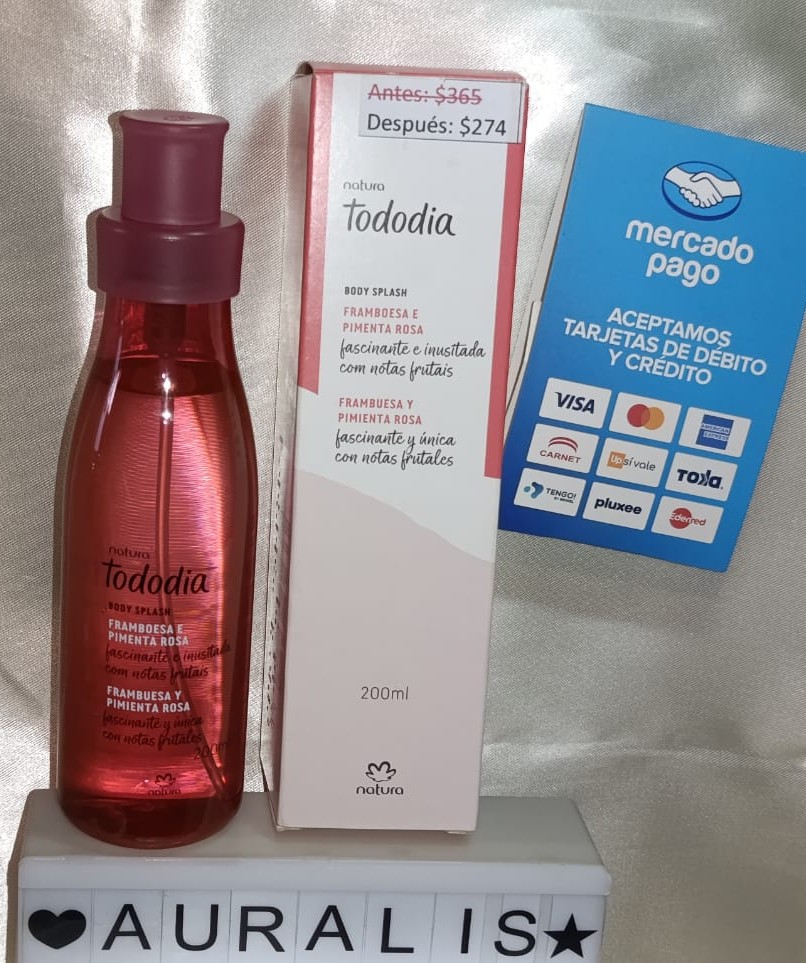 Antes: $365
Después: $274
natura
tododia
BODY SPLASH
FRAMBOESA E
PIMENTA ROSA
fascinante e inusitada
com notas frutais
FRAMBUESA Y
PIMIENTA ROSA
fascinante y única
con notas frutales
200ml
natura
natura
tododia
BODY SPLASH
FRAMBOESA E
PIMENTA ROSA
fascinante e inusitada
com notas frutais
FRAMBUESA Y
PIMIENTA ROSA
fascinante y única
con notas frutales
200ml
natura
mercado
pago
ACEPTAMOS
TARJETAS DE DÉBITO
Y CRÉDITO
VISA
AMERICAN EXPRESS
CARNET
Up sí vale
TOKA
TENGO!
pluxee
Edenred
AURALIS